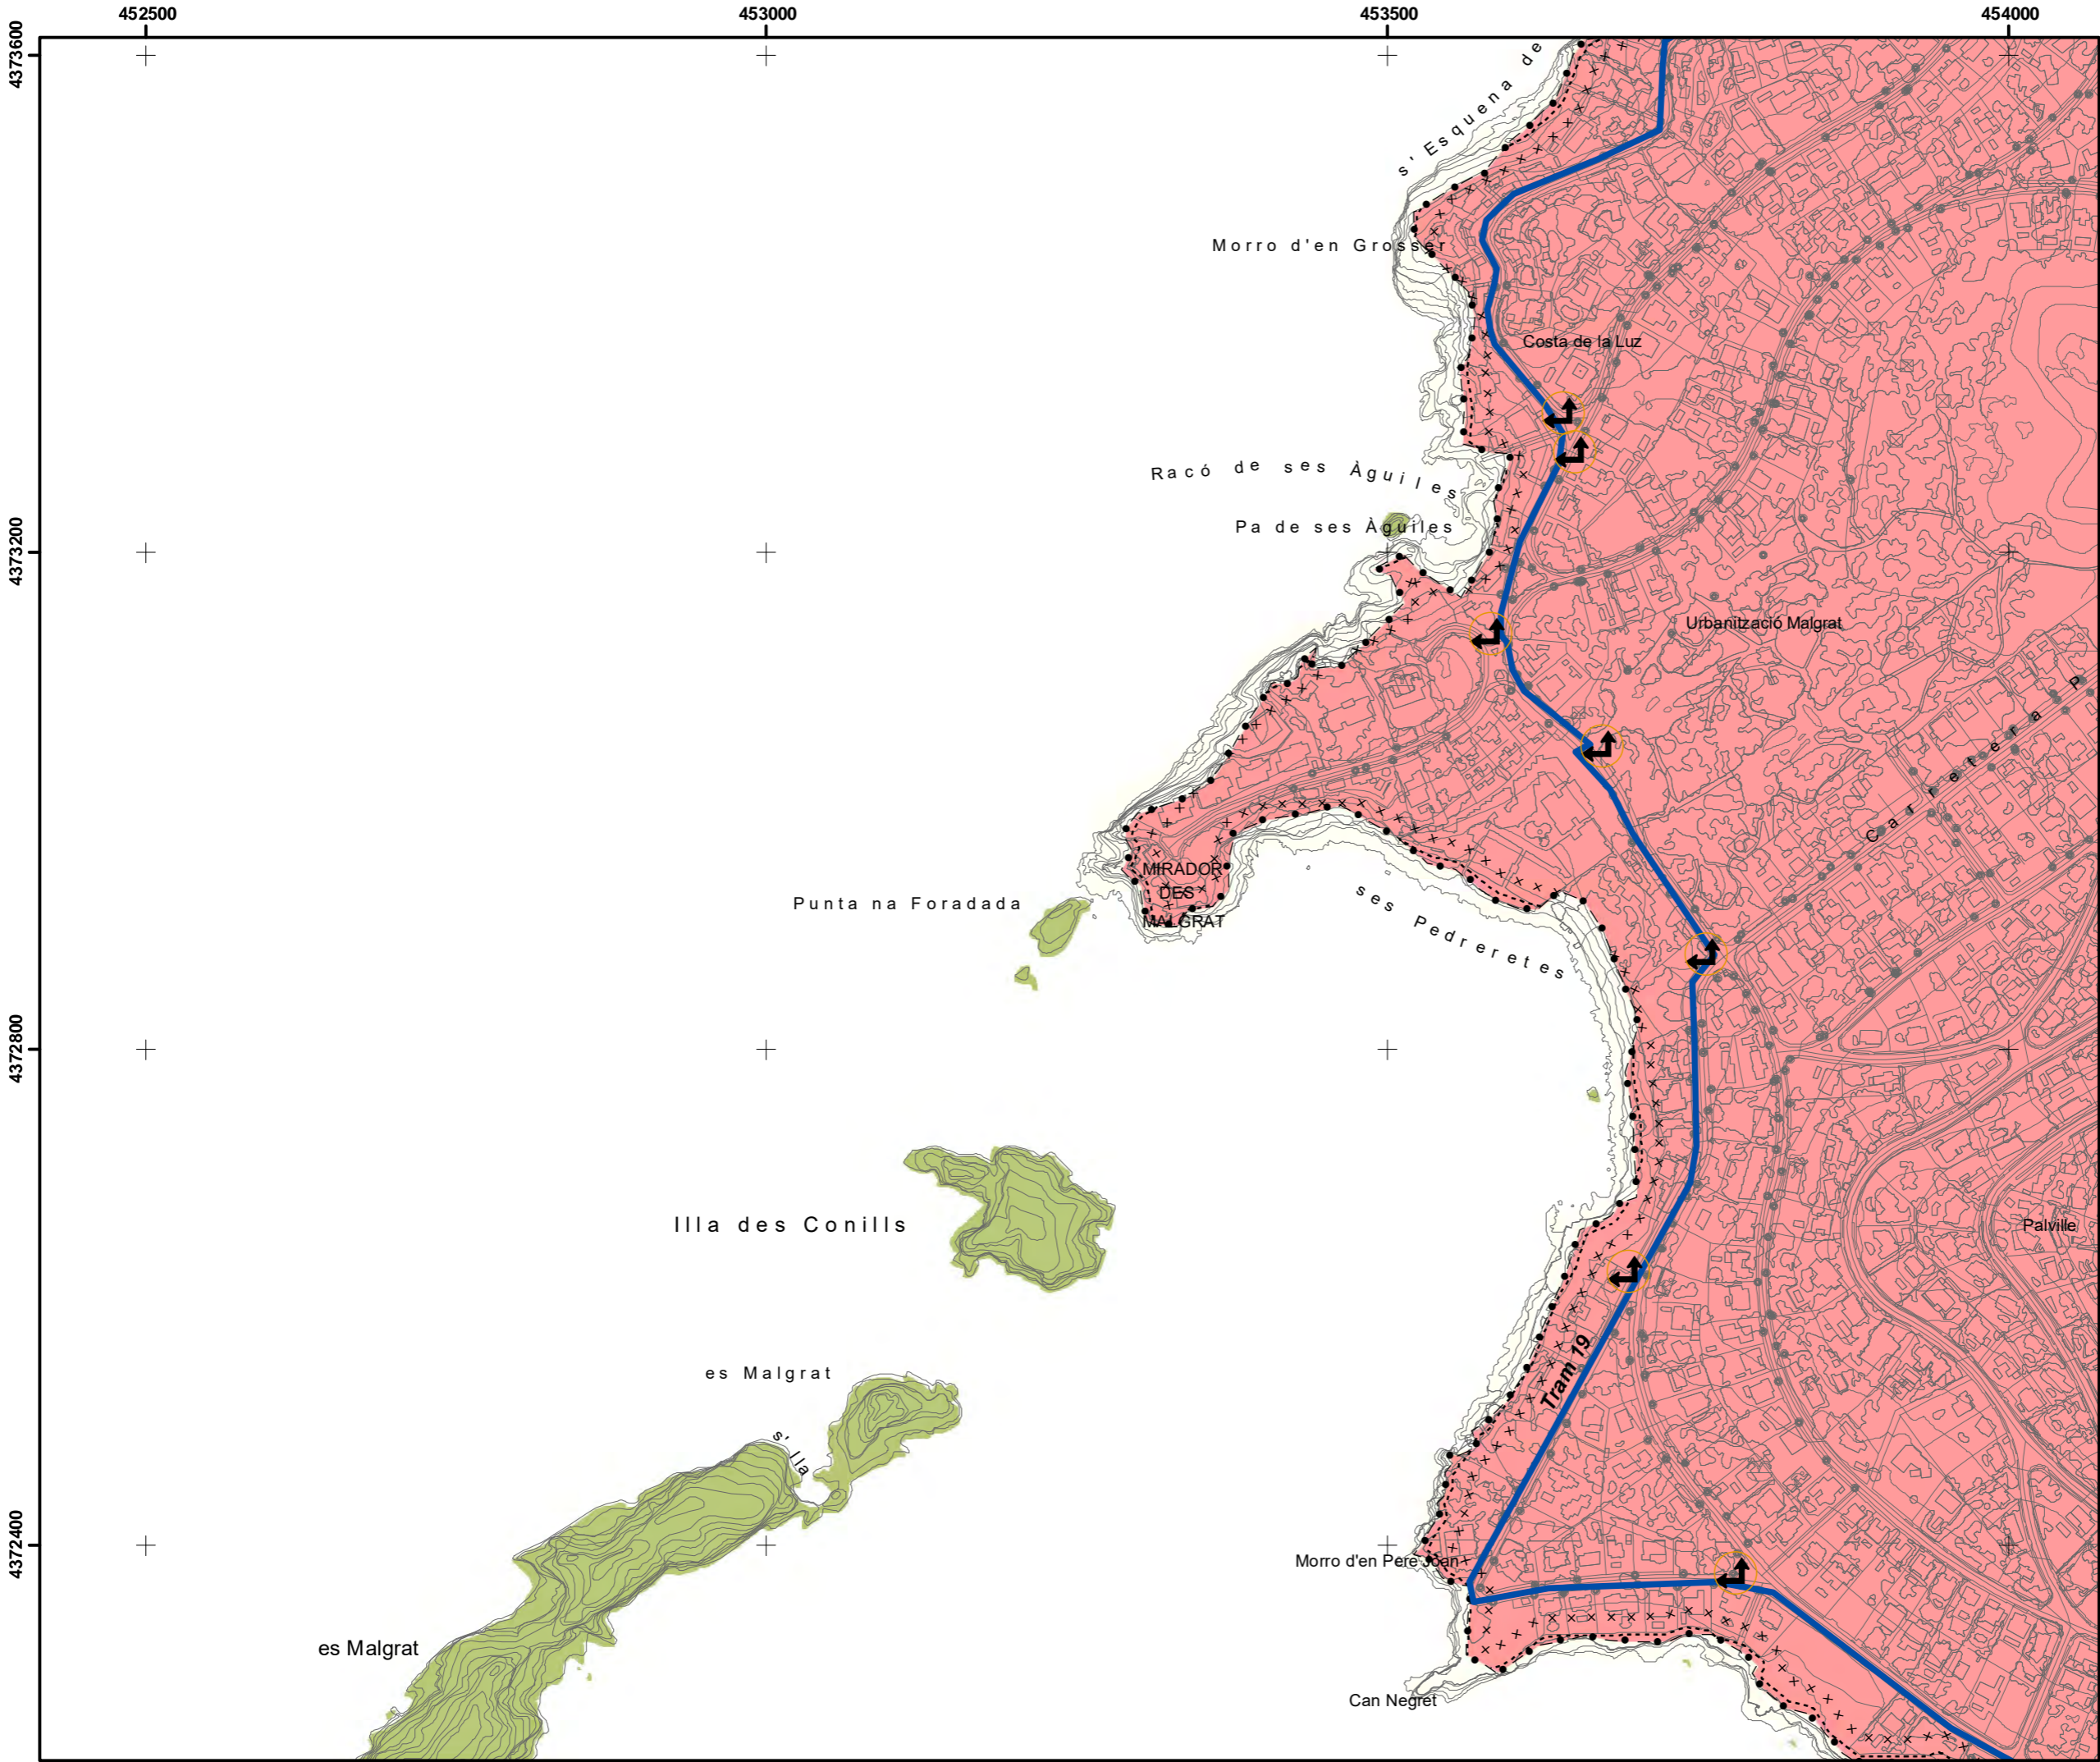 452500
453000
453500
454000
4373600
4373200
4372800
4372400
s'Esquena de
Morro d'en Grosser
Costa de la Luz
Racó de ses Àguiles
Pa de ses Àguiles
Urbanització Malgrat
Carretera P
MIRADOR
DES
MALGRAT
Punta na Foradada
ses Pedreretes
Illa des Conills
Palville
es Malgrat
s' Illa
Tram 19
Morro d'en Pere Joan
es Malgrat
Can Negret